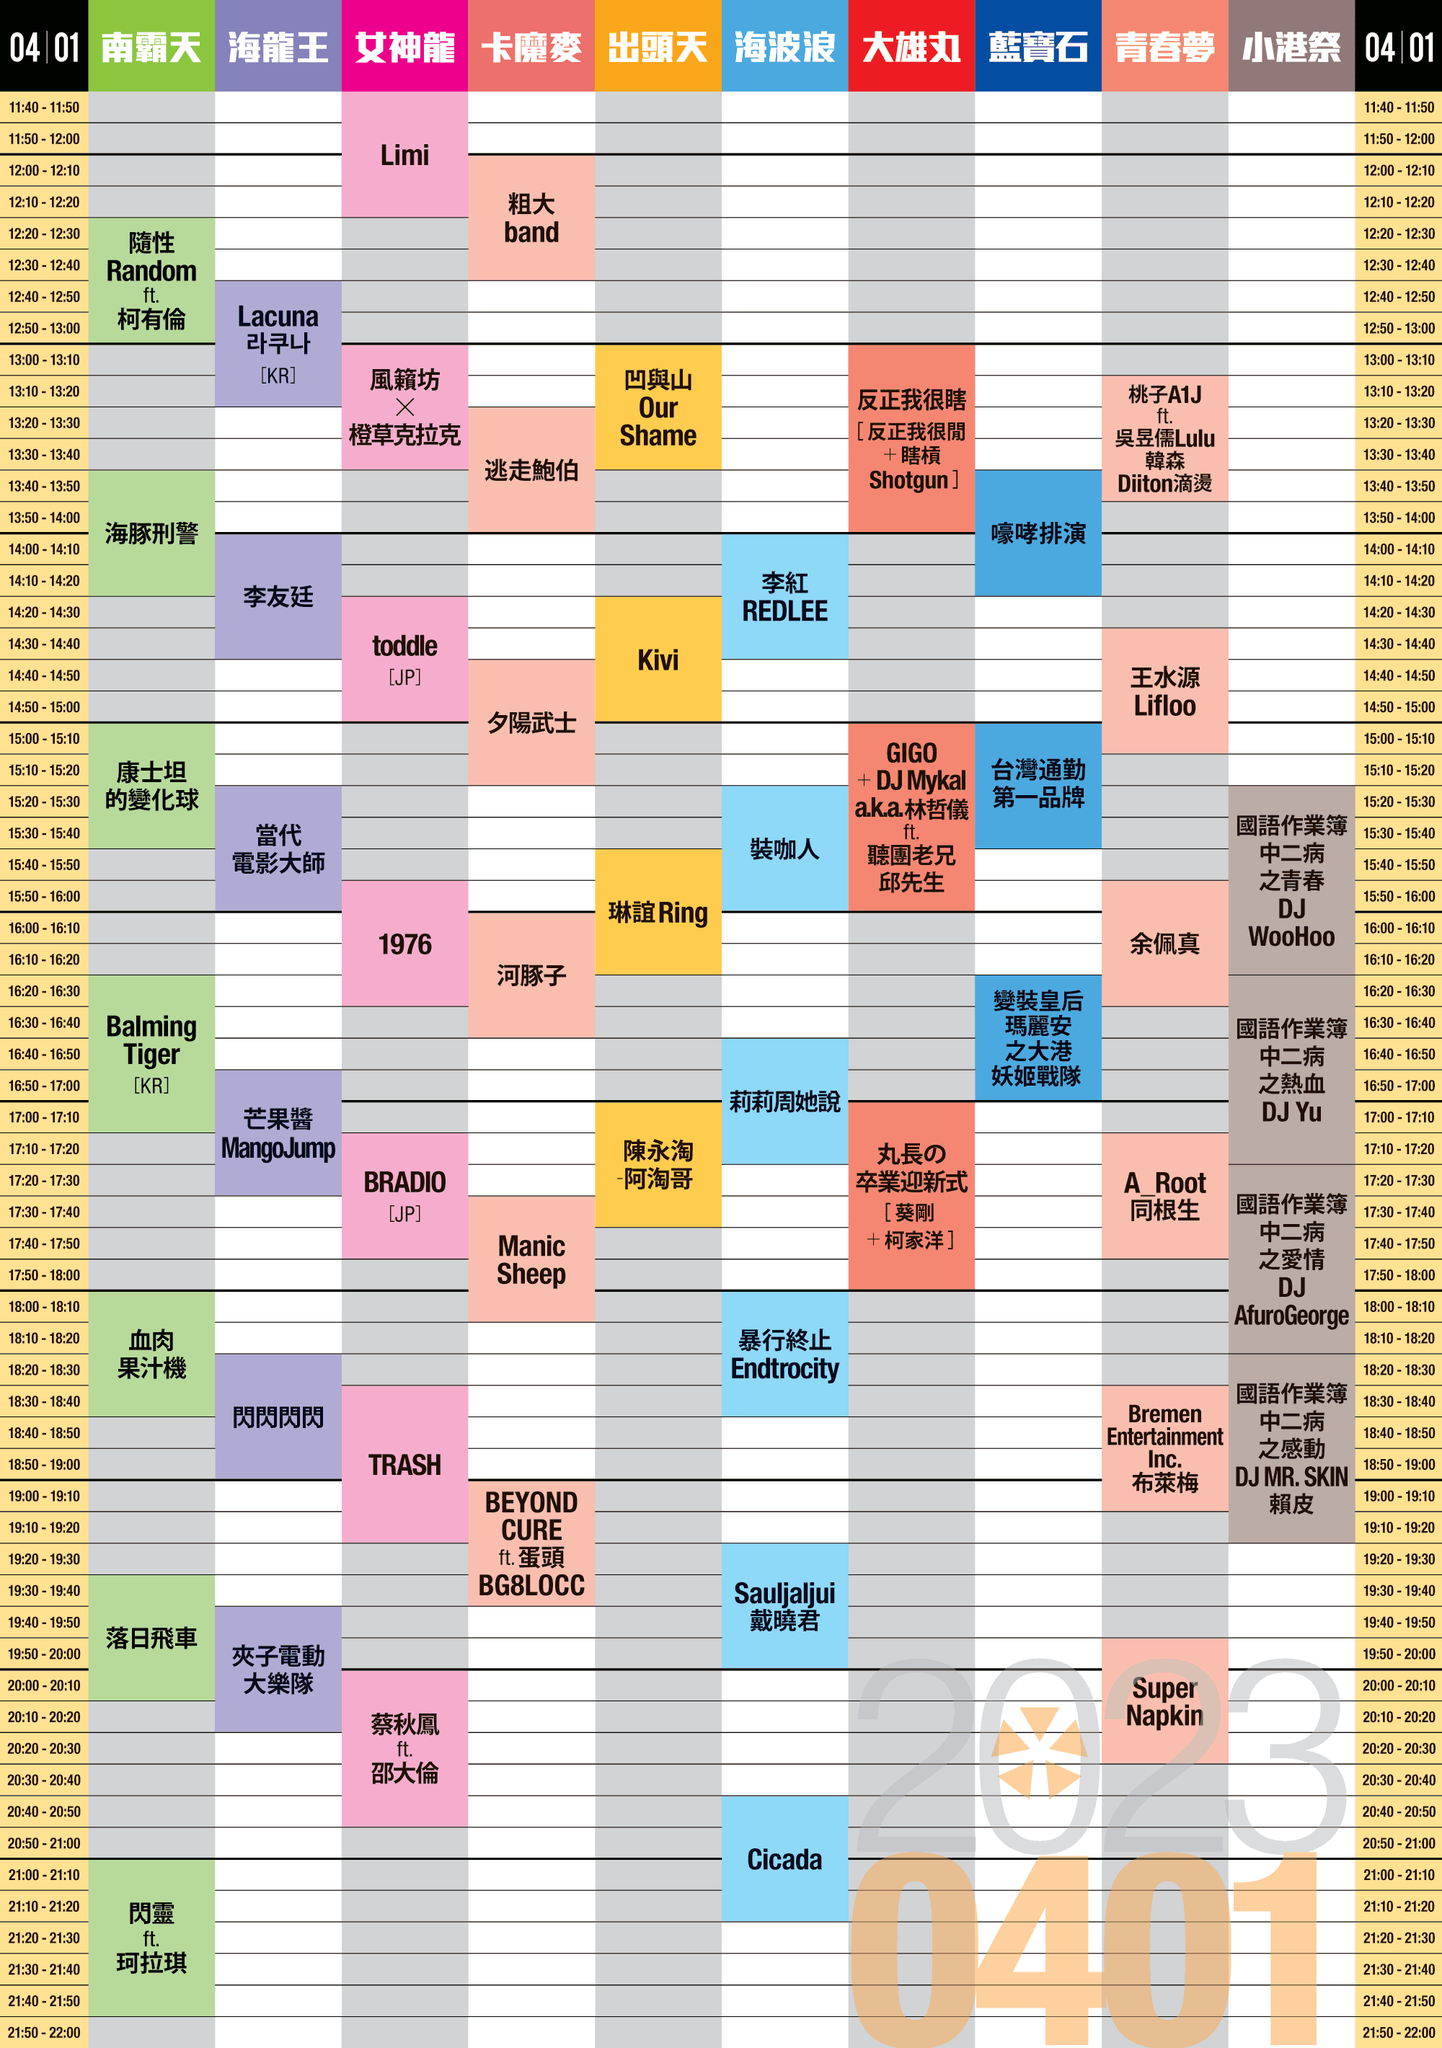 04|01 南霸天 海龍王 女神龍 卡魔麥 出頭天 海波浪 大雄丸 藍寶石 青春夢 小港祭 04|01
11:40 - 11:50
11:50 - 12:00
12:00 - 12:10
12:10 - 12:20
12:20 - 12:30
12:30 - 12:40
12:40 - 12:50
12:50 - 13:00
13:00 - 13:10
13:10 - 13:20
13:20 - 13:30
13:30 - 13:40
13:40 - 13:50
13:50 - 14:00
14:00 - 14:10
14:10 - 14:20
14:20 - 14:30
14:30 - 14:40
14:40 - 14:50
14:50 - 15:00
15:00 - 15:10
15:10 - 15:20
15:20 - 15:30
15:30 - 15:40
15:40 - 15:50
15:50 - 16:00
16:00 - 16:10
16:10 - 16:20
16:20 - 16:30
16:30 - 16:40
16:40 - 16:50
16:50 - 17:00
17:00 - 17:10
17:10 - 17:20
17:20 - 17:30
17:30 - 17:40
17:40 - 17:50
17:50 - 18:00
18:00 - 18:10
18:10 - 18:20
18:20 - 18:30
18:30 - 18:40
18:40 - 18:50
18:50 - 19:00
19:00 - 19:10
19:10 - 19:20
19:20 - 19:30
19:30 - 19:40
19:40 - 19:50
19:50 - 20:00
20:00 - 20:10
20:10 - 20:20
20:20 - 20:30
20:30 - 20:40
20:40 - 20:50
20:50 - 21:00
21:00 - 21:10
21:10 - 21:20
21:20 - 21:30
21:30 - 21:40
21:40 - 21:50
21:50 - 22:00
隨性
Random
ft.
柯有倫
海豚刑警
康士坦
的變化球
Balming
Tiger
[KR]
血肉
果汁機
落日飛車
閃靈
ft.
珂拉琪
Lacuna
라쿠나
[KR]
李友廷
當代
電影大師
芒果醬
MangoJump
閃閃閃閃
夾子電動
大樂隊
Limi
風籟坊
×
橙草克拉克
toddle
[JP]
1976
BRADIO
[JP]
TRASH
蔡秋鳳
ft.
邵大倫
粗大
band
逃走鮑伯
夕陽武士
河豚子
Manic
Sheep
BEYOND
CURE
ft. 蛋頭
BG8LOCC
凹與山
Our
Shame
Kivi
琳誼Ring
陳永淘
-阿淘哥
李紅
REDLEE
裝咖人
莉莉周她說
暴行終止
Endtrocity
Sauljaljui
戴曉君
Cicada
反正我很瞎
[ 反正我很閒
+ 瞎槓
Shotgun ]
GIGO
+ DJ Mykal
a.k.a. 林哲儀
ft.
聽團老兄
邱先生
丸長の
卒業迎新式
[ 葵剛
+ 柯家洋 ]
嚎哮排演
台灣通勤
第一品牌
變裝皇后
瑪麗安
之大港
妖姬戰隊
桃子A1J
ft.
吳昱儒Lulu
韓森
Diiton滴燙
王水源
Lifloo
余佩真
A_Root
同根生
Bremen
Entertainment
Inc.
布萊梅
Super
Napkin
國語作業簿
中二病
之青春
DJ
WooHoo
國語作業簿
中二病
之熱血
DJ Yu
國語作業簿
中二病
之愛情
DJ
AfuroGeorge
國語作業簿
中二病
之感動
DJ MR. SKIN
賴皮
11:40 - 11:50
11:50 - 12:00
12:00 - 12:10
12:10 - 12:20
12:20 - 12:30
12:30 - 12:40
12:40 - 12:50
12:50 - 13:00
13:00 - 13:10
13:10 - 13:20
13:20 - 13:30
13:30 - 13:40
13:40 - 13:50
13:50 - 14:00
14:00 - 14:10
14:10 - 14:20
14:20 - 14:30
14:30 - 14:40
14:40 - 14:50
14:50 - 15:00
15:00 - 15:10
15:10 - 15:20
15:20 - 15:30
15:30 - 15:40
15:40 - 15:50
15:50 - 16:00
16:00 - 16:10
16:10 - 16:20
16:20 - 16:30
16:30 - 16:40
16:40 - 16:50
16:50 - 17:00
17:00 - 17:10
17:10 - 17:20
17:20 - 17:30
17:30 - 17:40
17:40 - 17:50
17:50 - 18:00
18:00 - 18:10
18:10 - 18:20
18:20 - 18:30
18:30 - 18:40
18:40 - 18:50
18:50 - 19:00
19:00 - 19:10
19:10 - 19:20
19:20 - 19:30
19:30 - 19:40
19:40 - 19:50
19:50 - 20:00
20:00 - 20:10
20:10 - 20:20
20:20 - 20:30
20:30 - 20:40
20:40 - 20:50
20:50 - 21:00
21:00 - 21:10
21:10 - 21:20
21:20 - 21:30
21:30 - 21:40
21:40 - 21:50
21:50 - 22:00
2023
0401